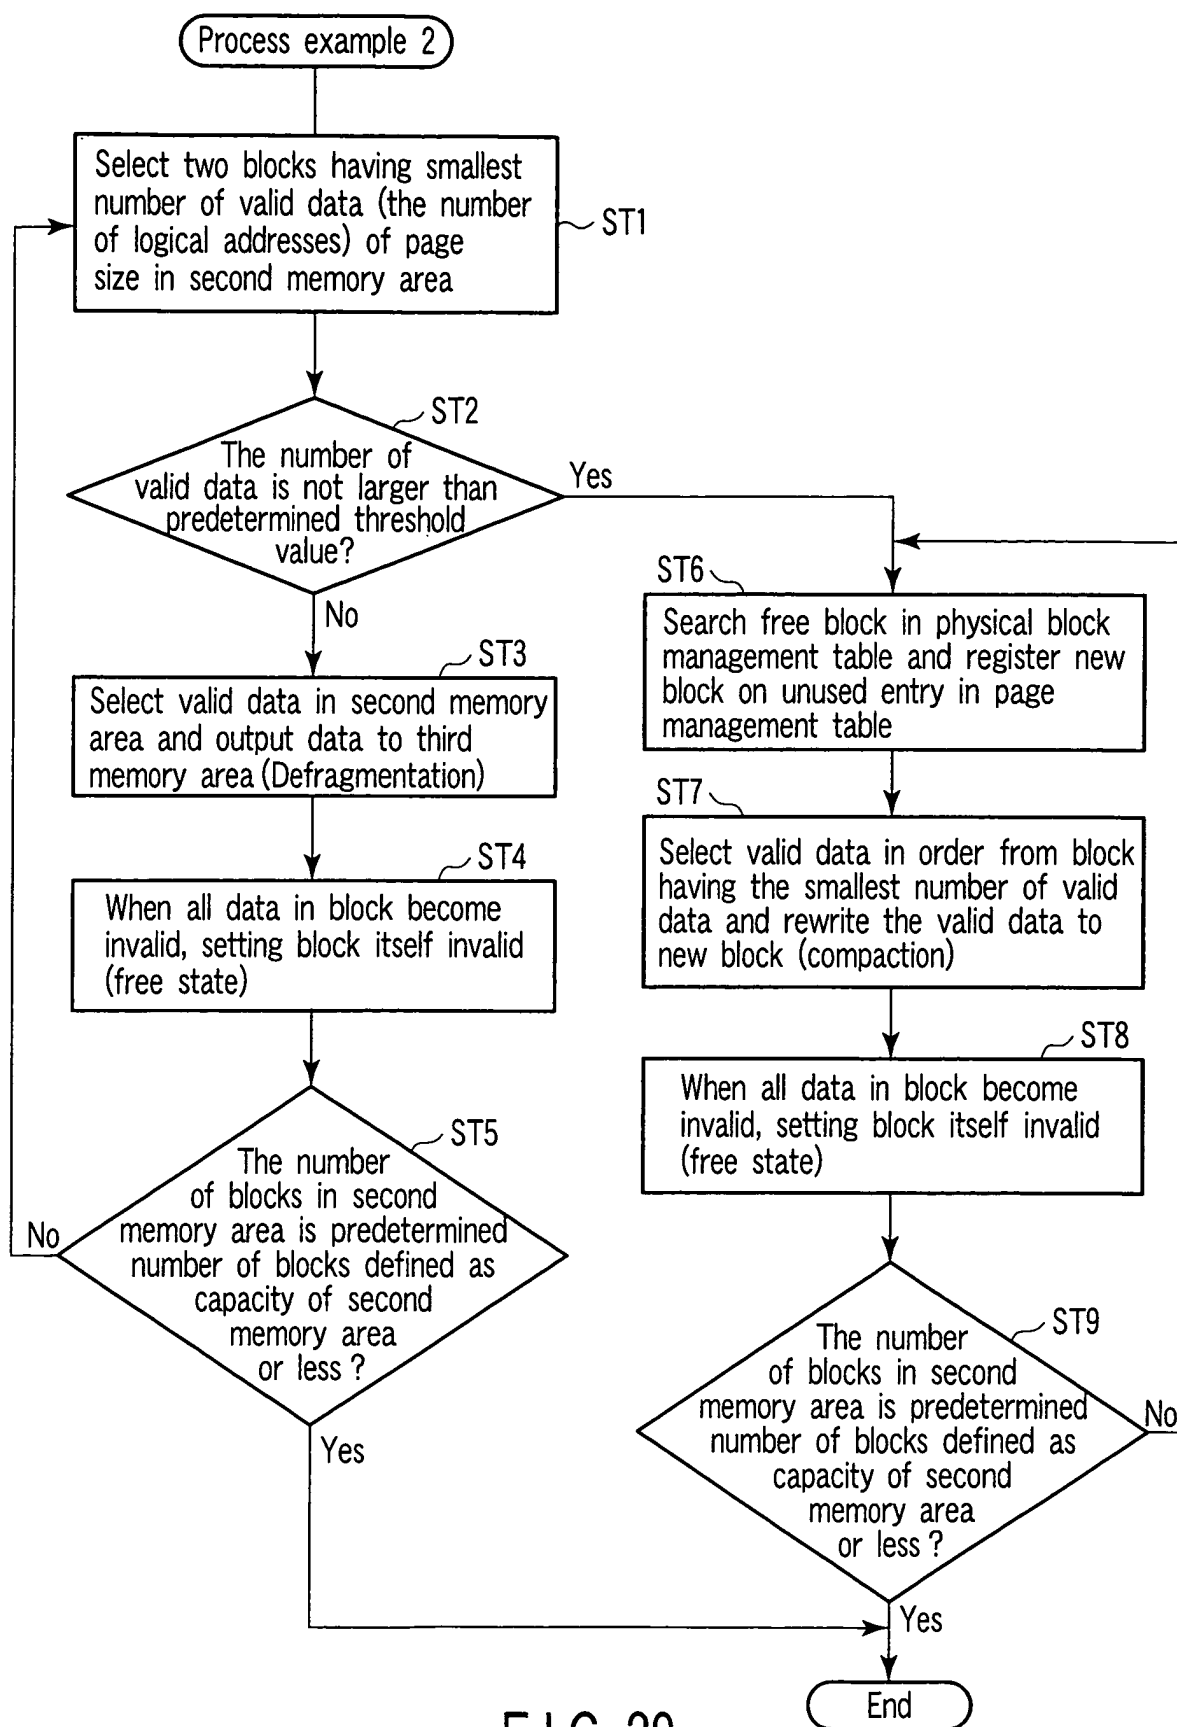 Process example 2
Select two blocks having smallest
number of valid data (the number
of logical addresses) of page
size in second memory area
ST1
ST2
The number of
valid data is not larger than
predetermined threshold
value?
Yes
No
ST3
Select valid data in second memory
area and output data to third
memory area (Defragmentation)
ST4
When all data in block become
invalid, setting block itself invalid
(free state)
ST5
The number
of blocks in second
memory area is predetermined
number of blocks defined as
capacity of second
memory area
or less ?
No
Yes
ST6
Search free block in physical block
management table and register new
block on unused entry in page
management table
ST7
Select valid data in order from block
having the smallest number of valid
data and rewrite the valid data to
new block (compaction)
ST8
When all data in block become
invalid, setting block itself invalid
(free state)
ST9
The number
of blocks in second
memory area is predetermined
number of blocks defined as
capacity of second
memory area
or less ?
No
Yes
End